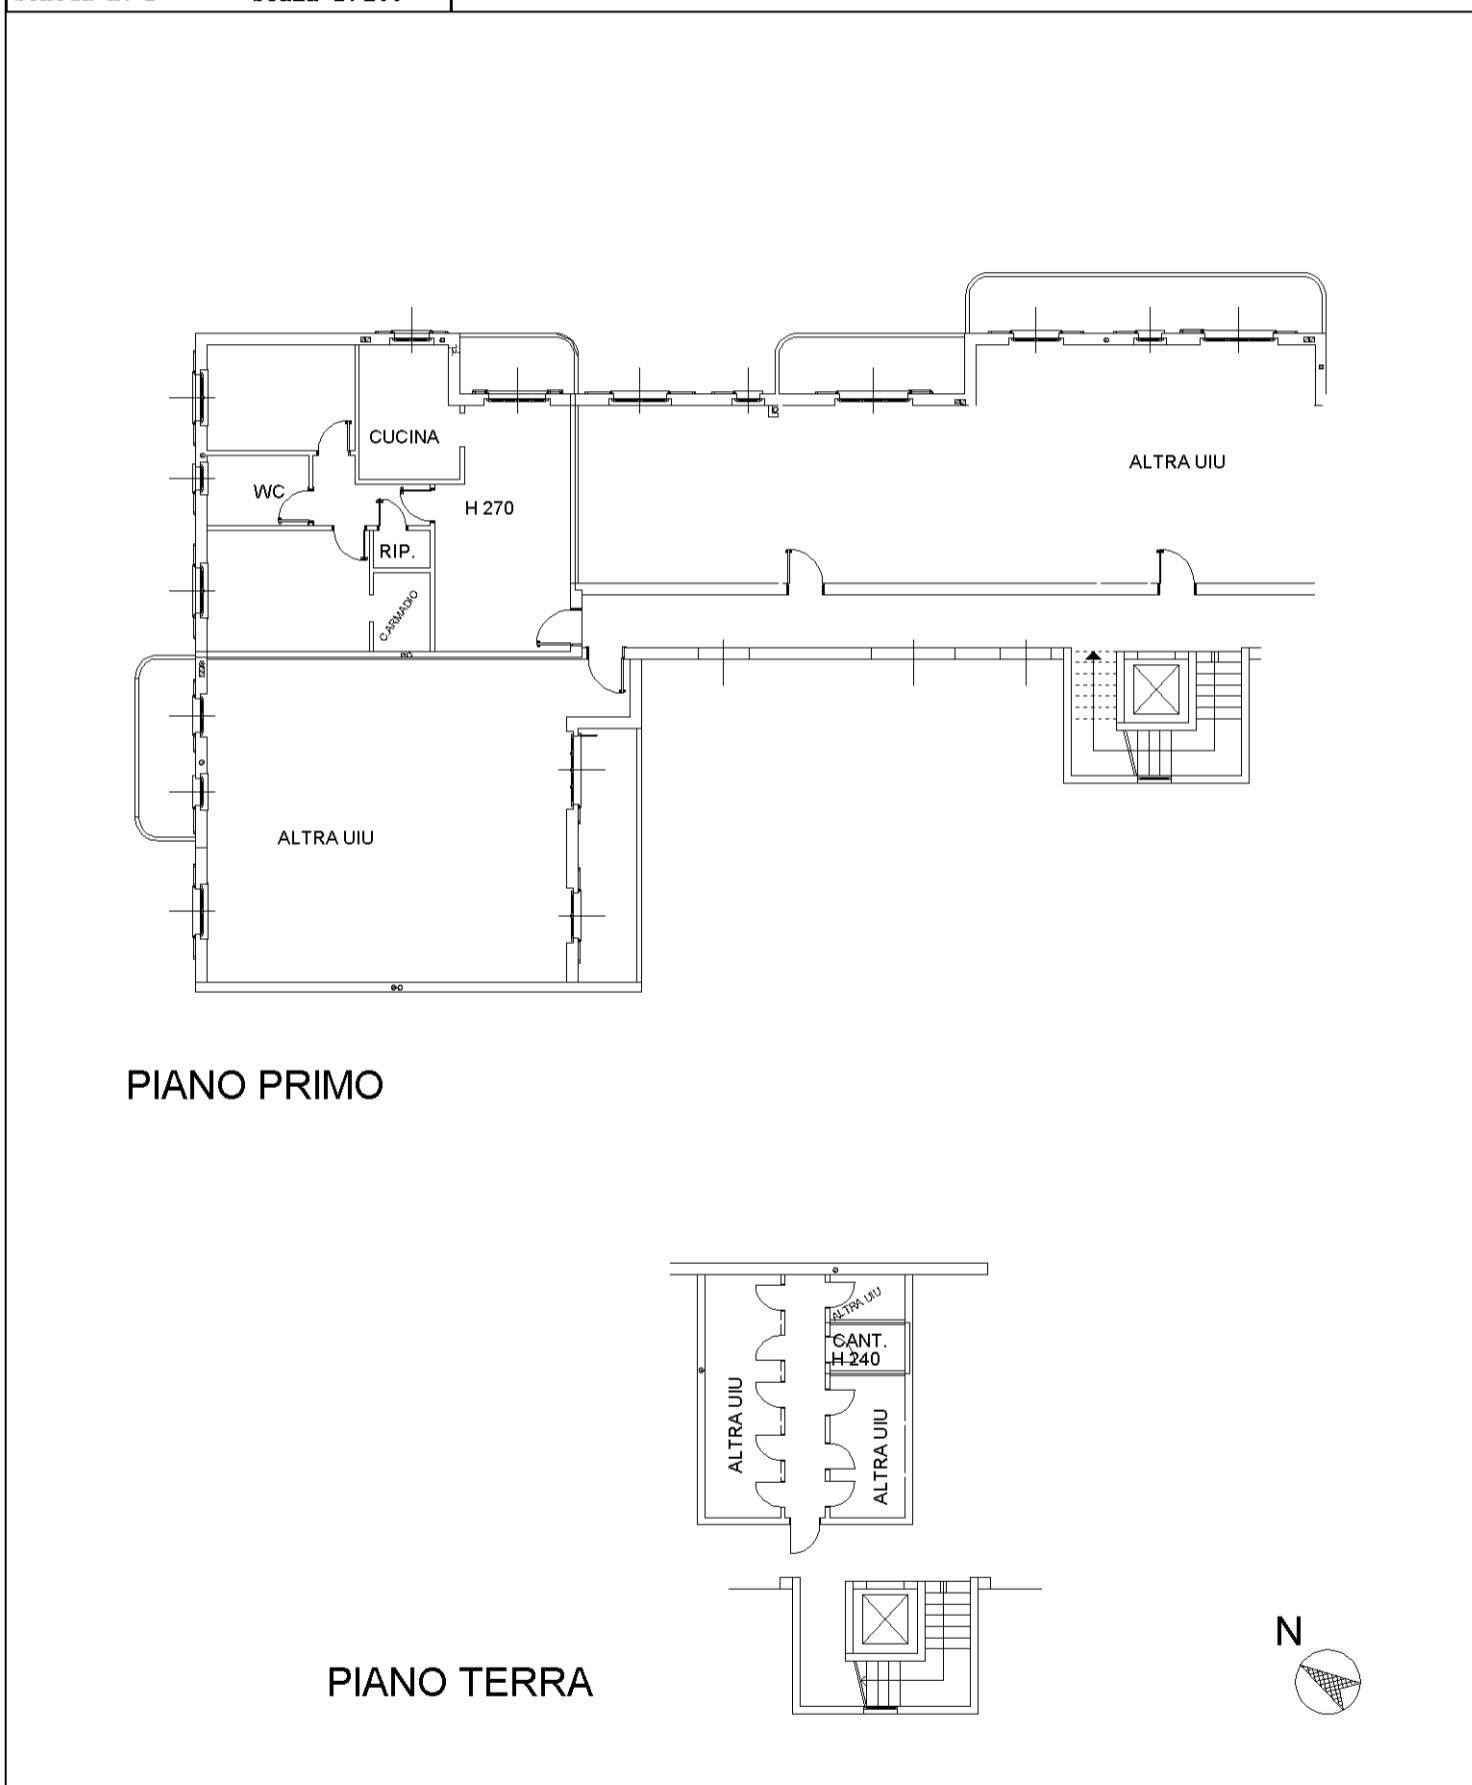 CUCINA
ALTRA UIU
WC
H 270
RIP.
C.ARMADIO
ALTRA UIU
PIANO PRIMO
ALTRA UIU
CANT.
H 240
ALTRA UIU
ALTRA UIU
PIANO TERRA
N